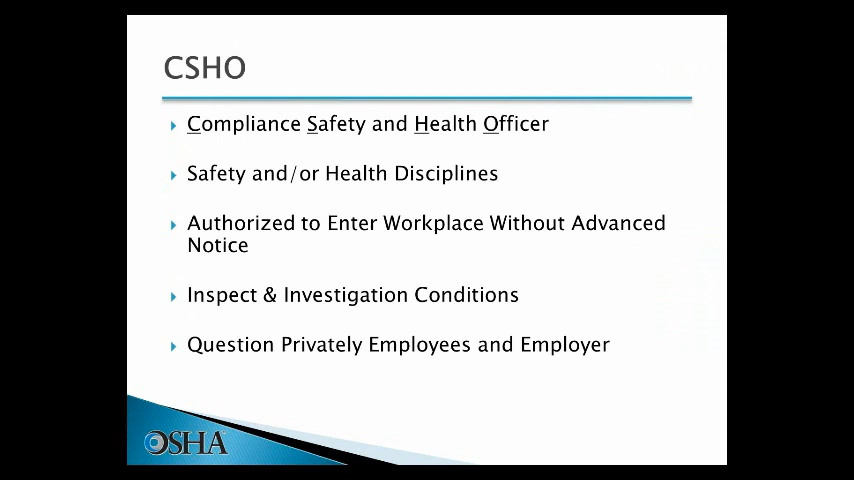 CSHO
Compliance Safety and Health Officer
Safety and/or Health Disciplines
Authorized to Enter Workplace Without Advanced
Notice
Inspect & Investigation Conditions
Question Privately Employees and Employer
OSHA